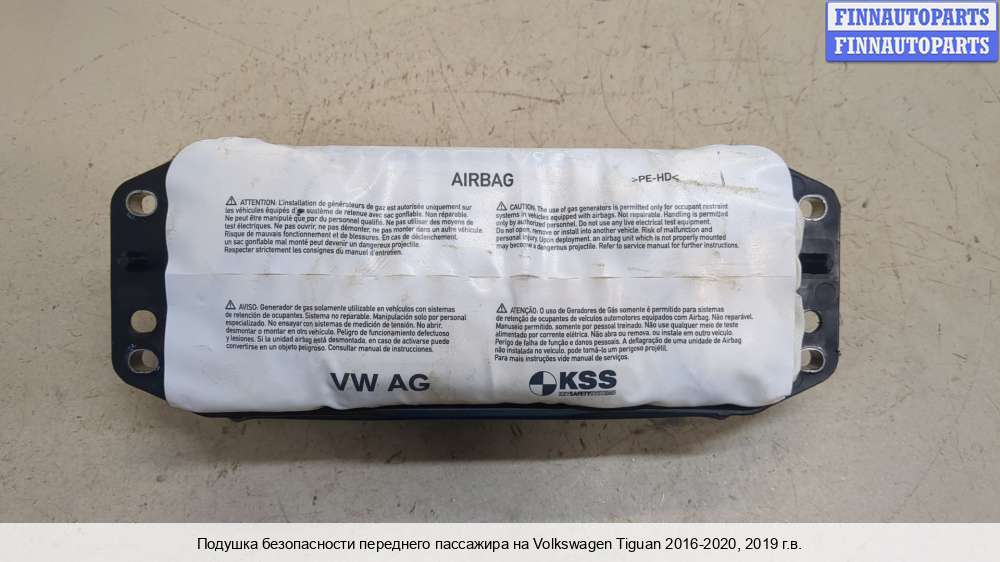 FINNAUTOPARTS
FINNAUTOPARTS
AIRBAG
>PE-HD<
⚠ ATTENTION: L'installation de générateurs de gaz est autorisée uniquement sur
les véhicules équipés d'un système de retenue avec sac gonflable. Non réparable.
Ne peut être manipulé que par du personnel qualifié. Ne pas utiliser des moyens de
test électriques. Ne pas ouvrir, ne pas démonter, ne pas monter dans un autre véhicule.
Risque de mauvais fonctionnement et de blessures. En cas de déclenchement,
un sac gonflable mal monté peut devenir un dangereux projectile.
Respecter strictement les consignes du manuel d'entretien.
⚠ CAUTION: The use of gas generators is permitted only for occupant restraint
systems in vehicles equipped with airbags. Not repairable. Handling is permitted
only by authorized personnel. Do not use any live electrical test equipment.
Do not open, remove or install into another vehicle. Risk of malfunction and
personal injury. Upon deployment, an airbag unit which is not properly mounted
may become a dangerous projectile. Refer to service manual for further instructions.
⚠ AVISO: Generador de gas solamente utilizable en vehículos con sistemas
de retención de ocupantes. Sistema no reparable. Manipulación solo por personal
especializado. No ensayar con sistemas de medición de tensión. No abrir,
desmontar o montar en otro vehículo. Peligro de funcionamiento defectuoso
y lesiones. Si la unidad airbag está desmontada, en caso de activarse puede
convertirse en un objeto peligroso. Consultar manual de instrucciones.
⚠ ATENÇÃO: O uso de Geradores de Gás somente é permitido para sistemas
de retenção de ocupantes de veículos automotores equipados com Airbag. Não reparável.
Manuseio permitido, somente por pessoal treinado. Não use qualquer meio de teste
alimentado por corrente elétrica. Não abra ou remova, ou instale em outro veículo.
Perigo de falha de função e danos pessoais. A deflagração de uma unidade de Airbag
não instalada no veículo, pode torná-lo um perigoso projétil.
Para mais instruções vide manual de serviços.
VW AG
KSS
KEY SAFETY SYSTEMS
Подушка безопасности переднего пассажира на Volkswagen Tiguan 2016-2020, 2019 г.в.